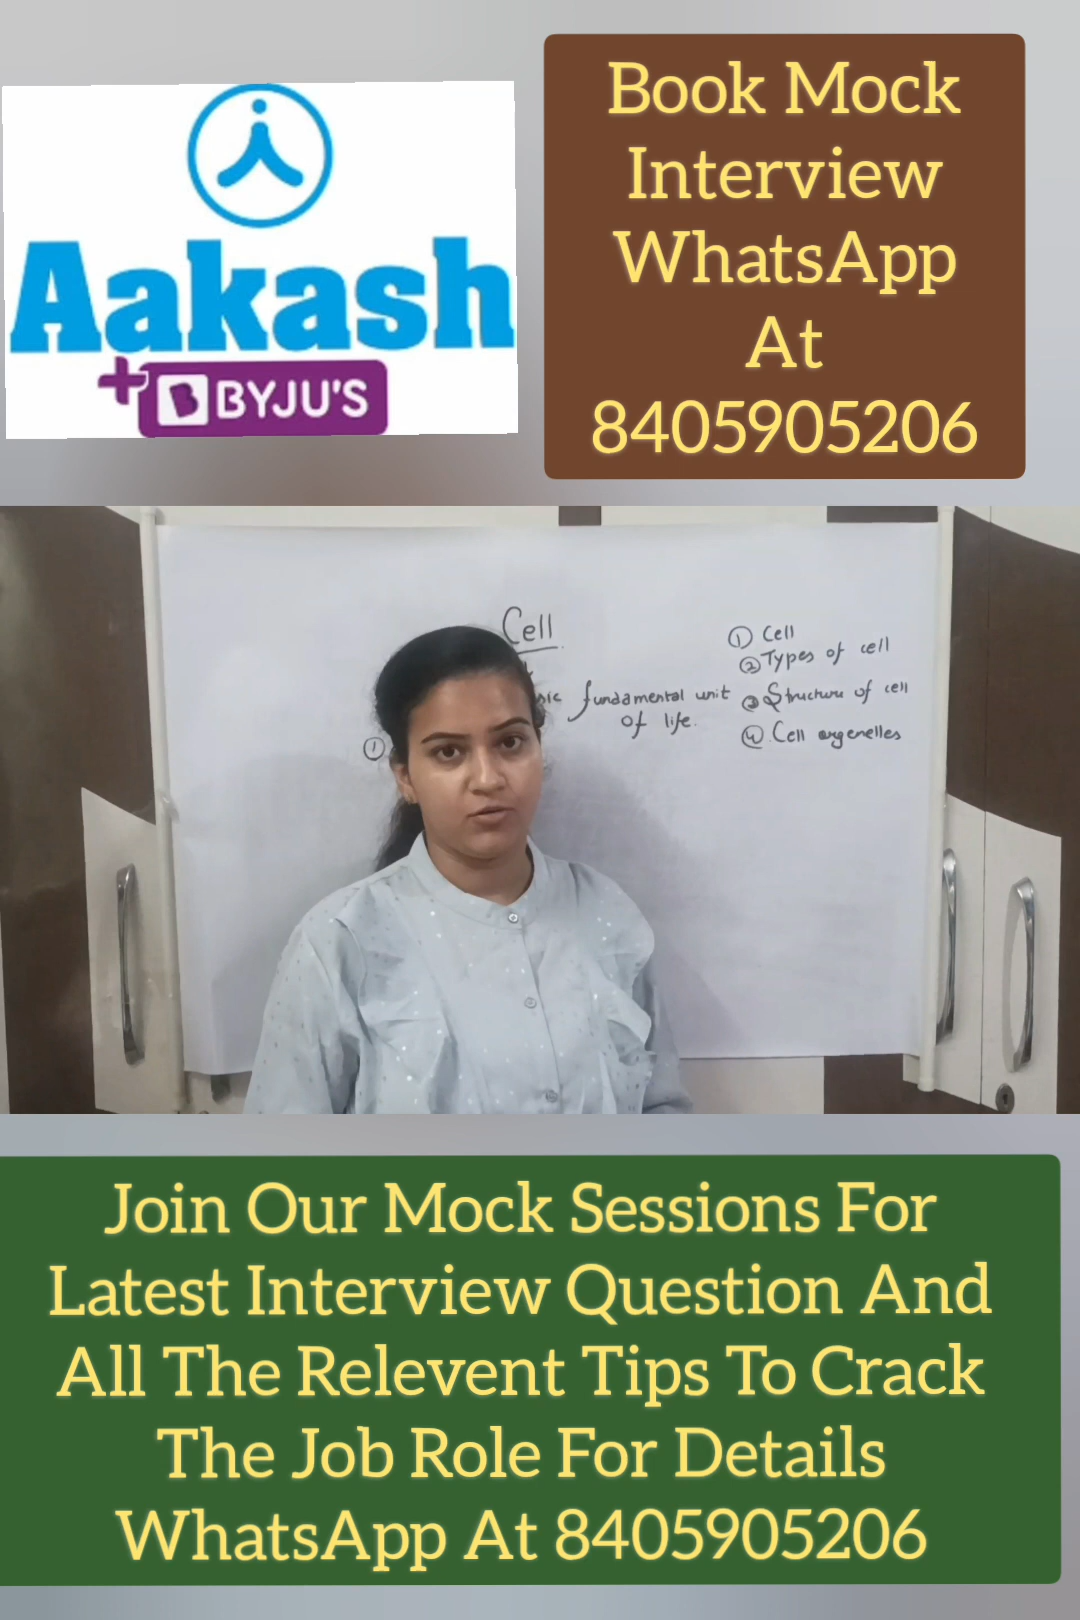 Aakash
+ BYJU'S
Book Mock
Interview
WhatsApp
At
8405905206
Cell
fundamental unit
of life.
①
① Cell
② Types of cell
③ Structure of cell
④ Cell orgenelles
Join Our Mock Sessions For
Latest Interview Question And
All The Relevent Tips To Crack
The Job Role For Details
WhatsApp At 8405905206